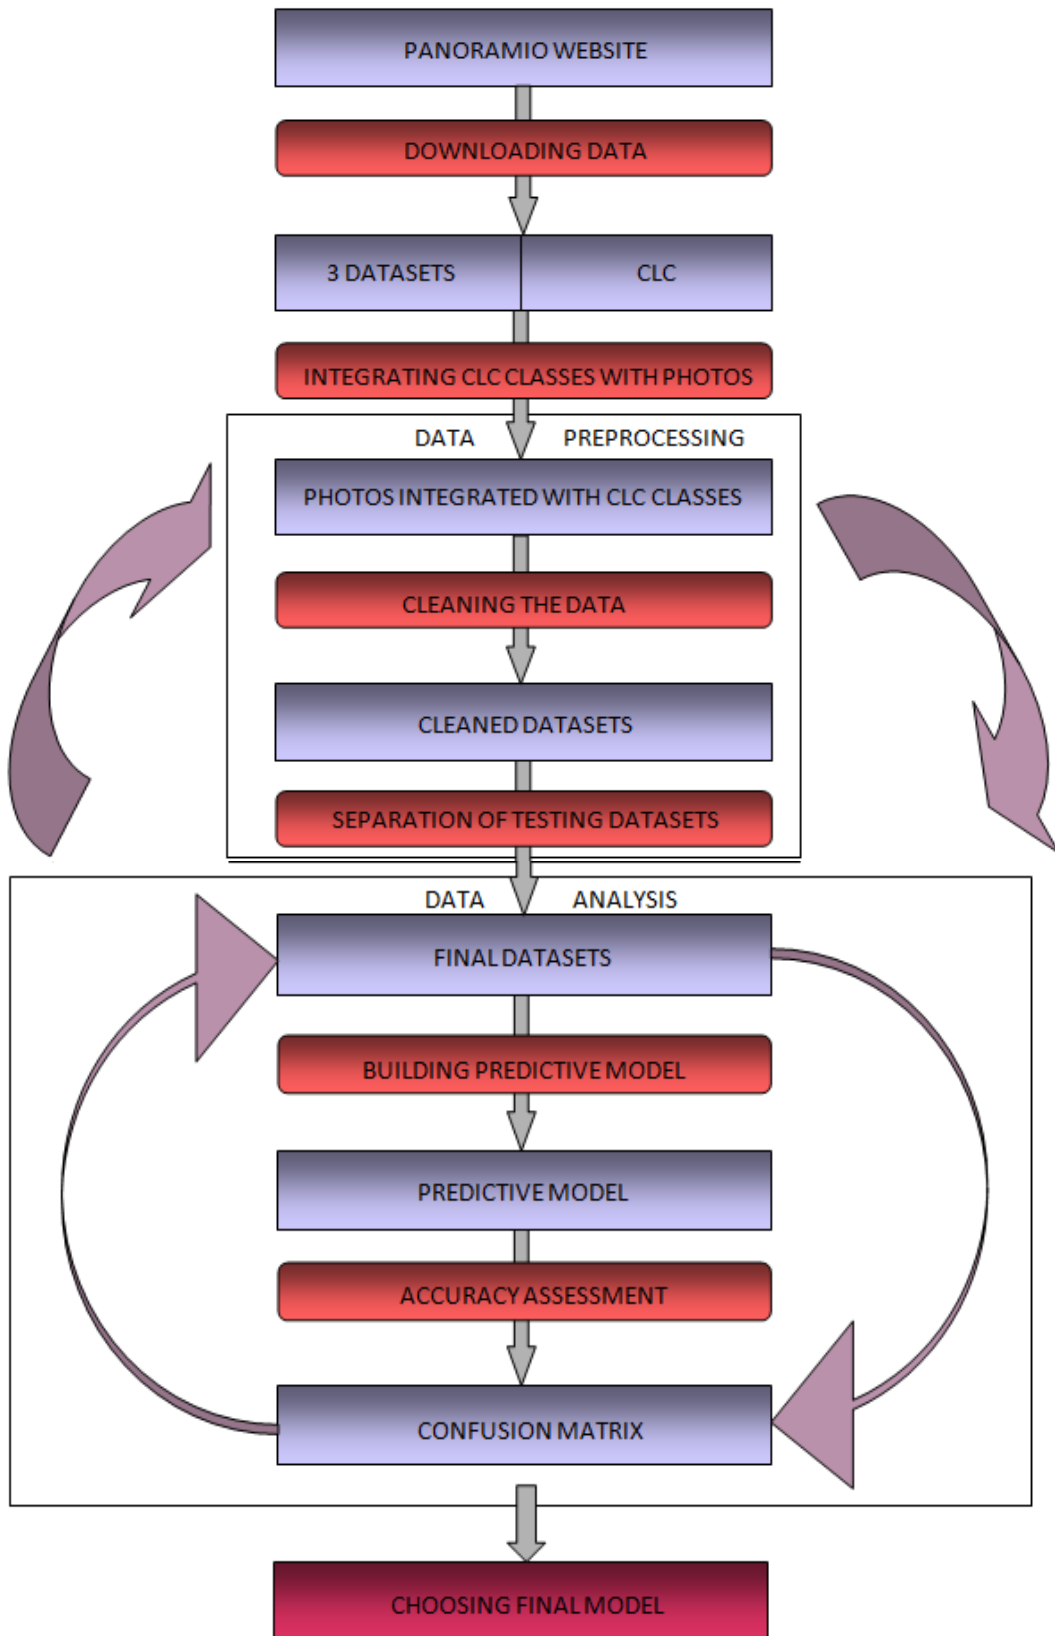 PANORAMIO WEBSITE
DOWNLOADING DATA
3 DATASETS CLC
INTEGRATING CLC CLASSES WITH PHOTOS
DATA PREPROCESSING
PHOTOS INTEGRATED WITH CLC CLASSES
CLEANING THE DATA
CLEANED DATASETS
SEPARATION OF TESTING DATASETS
DATA ANALYSIS
FINAL DATASETS
BUILDING PREDICTIVE MODEL
PREDICTIVE MODEL
ACCURACY ASSESSMENT
CONFUSION MATRIX
CHOOSING FINAL MODEL